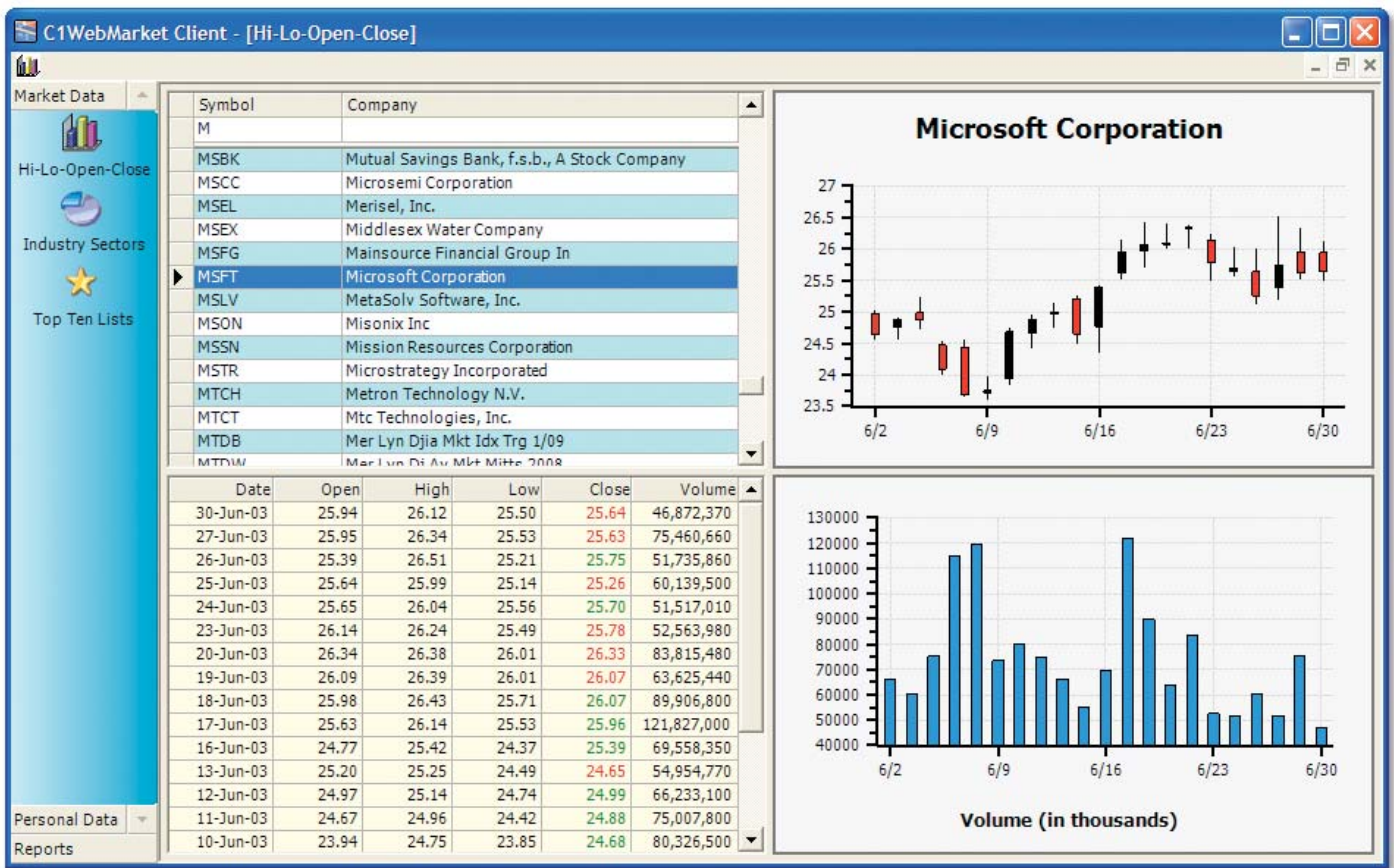 C1WebMarket Client - [Hi-Lo-Open-Close]
Market Data
Hi-Lo-Open-Close
Industry Sectors
Top Ten Lists
Personal Data
Reports
Symbol Company
M
MSBK Mutual Savings Bank, f.s.b., A Stock Company
MSCC Microsemi Corporation
MSEL Merisel, Inc.
MSEX Middlesex Water Company
MSFG Mainsource Financial Group In
MSFT Microsoft Corporation
MSLV MetaSolv Software, Inc.
MSON Misonix Inc
MSSN Mission Resources Corporation
MSTR Microstrategy Incorporated
MTCH Metron Technology N.V.
MTCT Mtc Technologies, Inc.
MTDB Mer Lyn Djia Mkt Idx Trg 1/09
MTDW Mer Lyn Dj Av Mkt Mitts 2008
Microsoft Corporation
27
26.5
26
25.5
25
24.5
24
23.5
6/2 6/9 6/16 6/23 6/30
Date Open High Low Close Volume
30-Jun-03 25.94 26.12 25.50 25.64 46,872,370
27-Jun-03 25.95 26.34 25.53 25.63 75,460,660
26-Jun-03 25.39 26.51 25.21 25.75 51,735,860
25-Jun-03 25.64 25.99 25.14 25.26 60,139,500
24-Jun-03 25.65 26.04 25.56 25.70 51,517,010
23-Jun-03 26.14 26.24 25.49 25.78 52,563,980
20-Jun-03 26.34 26.38 26.01 26.33 83,815,480
19-Jun-03 26.09 26.39 26.01 26.07 63,625,440
18-Jun-03 25.98 26.43 25.71 26.07 89,906,800
17-Jun-03 25.63 26.14 25.53 25.96 121,827,000
16-Jun-03 24.77 25.42 24.37 25.39 69,558,350
13-Jun-03 25.20 25.25 24.49 24.65 54,954,770
12-Jun-03 24.97 25.14 24.74 24.99 66,233,100
11-Jun-03 24.67 24.96 24.42 24.88 75,007,800
10-Jun-03 23.94 24.75 23.85 24.68 80,326,500
130000
120000
110000
100000
90000
80000
70000
60000
50000
40000
6/2 6/9 6/16 6/23 6/30
Volume (in thousands)